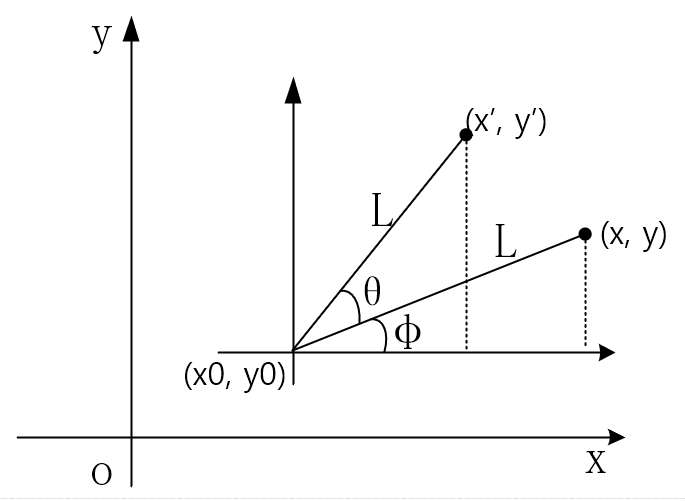 y
(x′, y′)
L
L
(x, y)
θ
ϕ
(x0, y0)
O
X